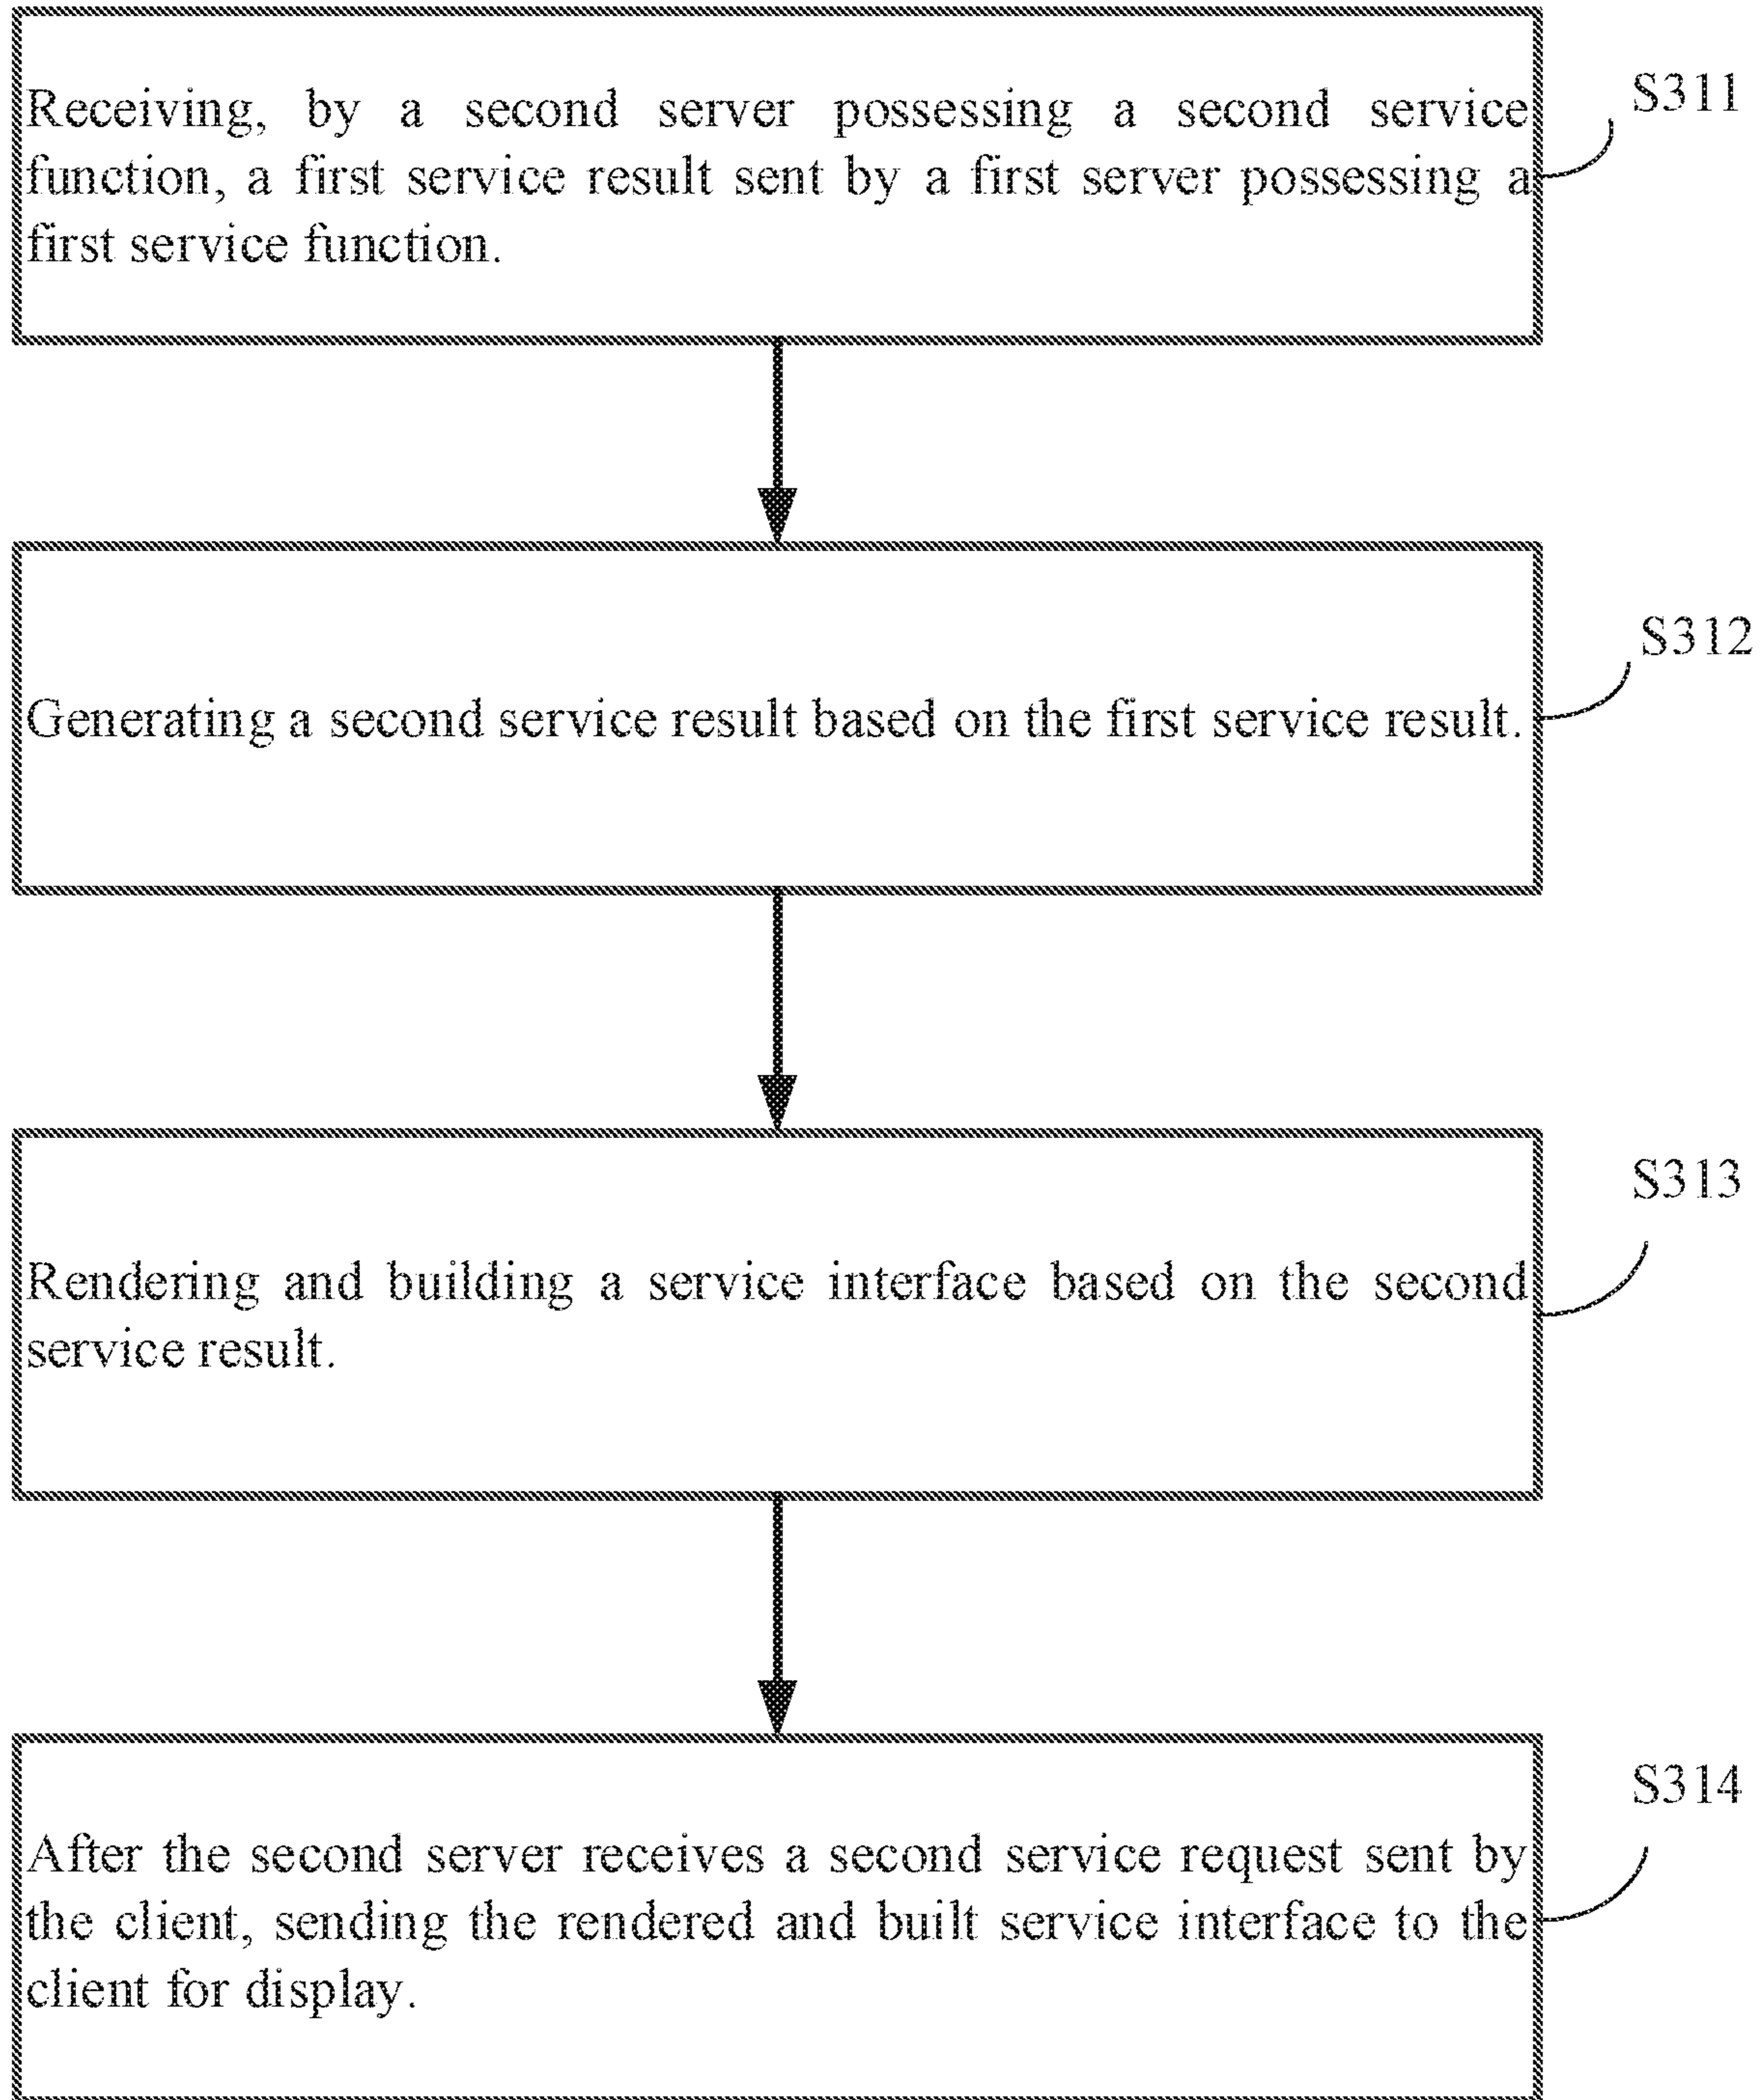 Receiving, by a second server possessing a second service
function, a first service result sent by a first server possessing a
first service function.
S311
Generating a second service result based on the first service result.
S312
Rendering and building a service interface based on the second
service result.
S313
After the second server receives a second service request sent by
the client, sending the rendered and built service interface to the
client for display.
S314